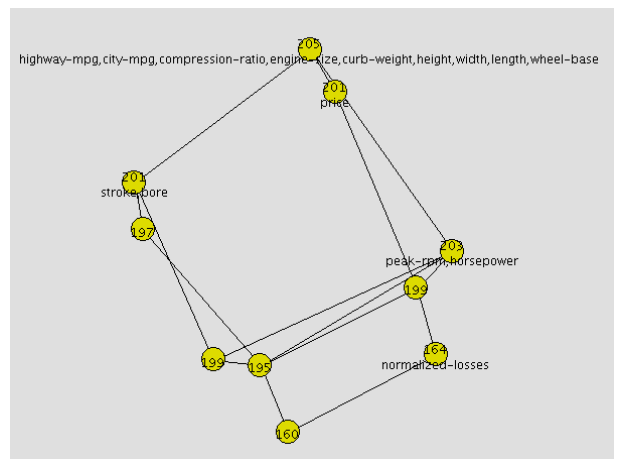 205
highway-mpg,city-mpg,compression-ratio,engine-size,curb-weight,height,width,length,wheel-base
201
price
201
stroke,bore
197
203
peak-rpm,horsepower
199
199
195
164
normalized-losses
160